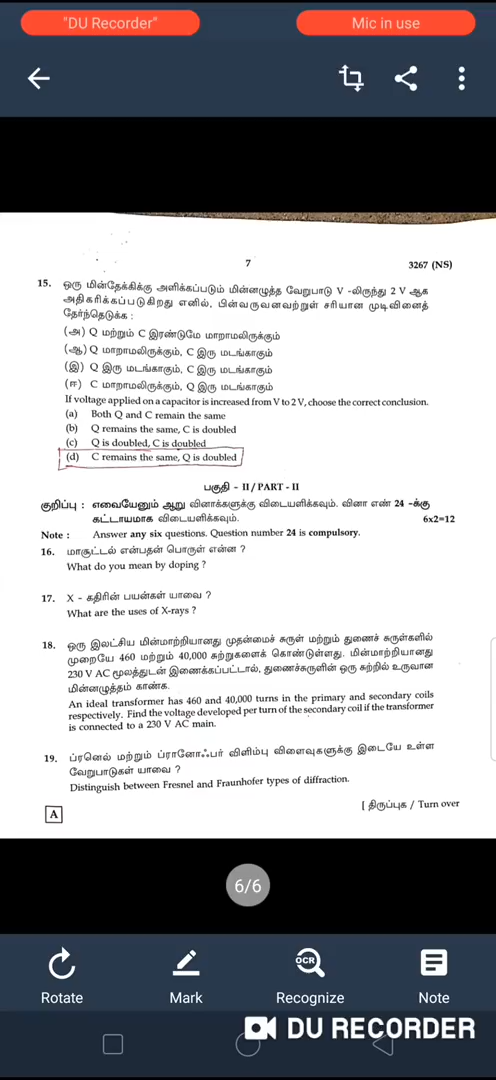 "DU Recorder"
Mic in use
7
3267 (NS)
15. ஒரு மின்தேக்கிக்கு அளிக்கப்படும் மின்னழுத்த வேறுபாடு V -லிருந்து 2 V ஆக
அதிகரிக்கப்படுகிறது எனில், பின்வருவனவற்றுள் சரியான முடிவினைத்
தேர்ந்தெடுக்க :
(அ) Q மற்றும் C இரண்டுமே மாறாமலிருக்கும்
(ஆ) Q மாறாமலிருக்கும், C இரு மடங்காகும்
(இ) Q இரு மடங்காகும், C இரு மடங்காகும்
(ஈ) C மாறாமலிருக்கும், Q இரு மடங்காகும்
If voltage applied on a capacitor is increased from V to 2 V, choose the correct conclusion.
(a) Both Q and C remain the same
(b) Q remains the same, C is doubled
(c) Q is doubled, C is doubled
(d) C remains the same, Q is doubled
பகுதி - II / PART - II
குறிப்பு : எவையேனும் ஆறு வினாக்களுக்கு விடையளிக்கவும். வினா எண் 24 -க்கு
கட்டாயமாக விடையளிக்கவும். 6x2=12
Note : Answer any six questions. Question number 24 is compulsory.
16. மாசூட்டல் என்பதன் பொருள் என்ன ?
What do you mean by doping ?
17. X - கதிரின் பயன்கள் யாவை ?
What are the uses of X-rays ?
18. ஒரு இலட்சிய மின்மாற்றியானது முதன்மைச் சுருள் மற்றும் துணைச் சுருள்களில்
முறையே 460 மற்றும் 40,000 சுற்றுகளைக் கொண்டுள்ளது. மின்மாற்றியானது
230 V AC மூலத்துடன் இணைக்கப்பட்டால், துணைச்சுருளின் ஒரு சுற்றில் உருவான
மின்னழுத்தம் காண்க.
An ideal transformer has 460 and 40,000 turns in the primary and secondary coils
respectively. Find the voltage developed per turn of the secondary coil if the transformer
is connected to a 230 V AC main.
19. ப்ரனெல் மற்றும் ப்ரானோஃபர் விளிம்பு விளைவுகளுக்கு இடையே உள்ள
வேறுபாடுகள் யாவை ?
Distinguish between Fresnel and Fraunhofer types of diffraction.
A
[ திருப்புக / Turn over
6/6
OCR
Rotate
Mark
Recognize
Note
DU RECORDER